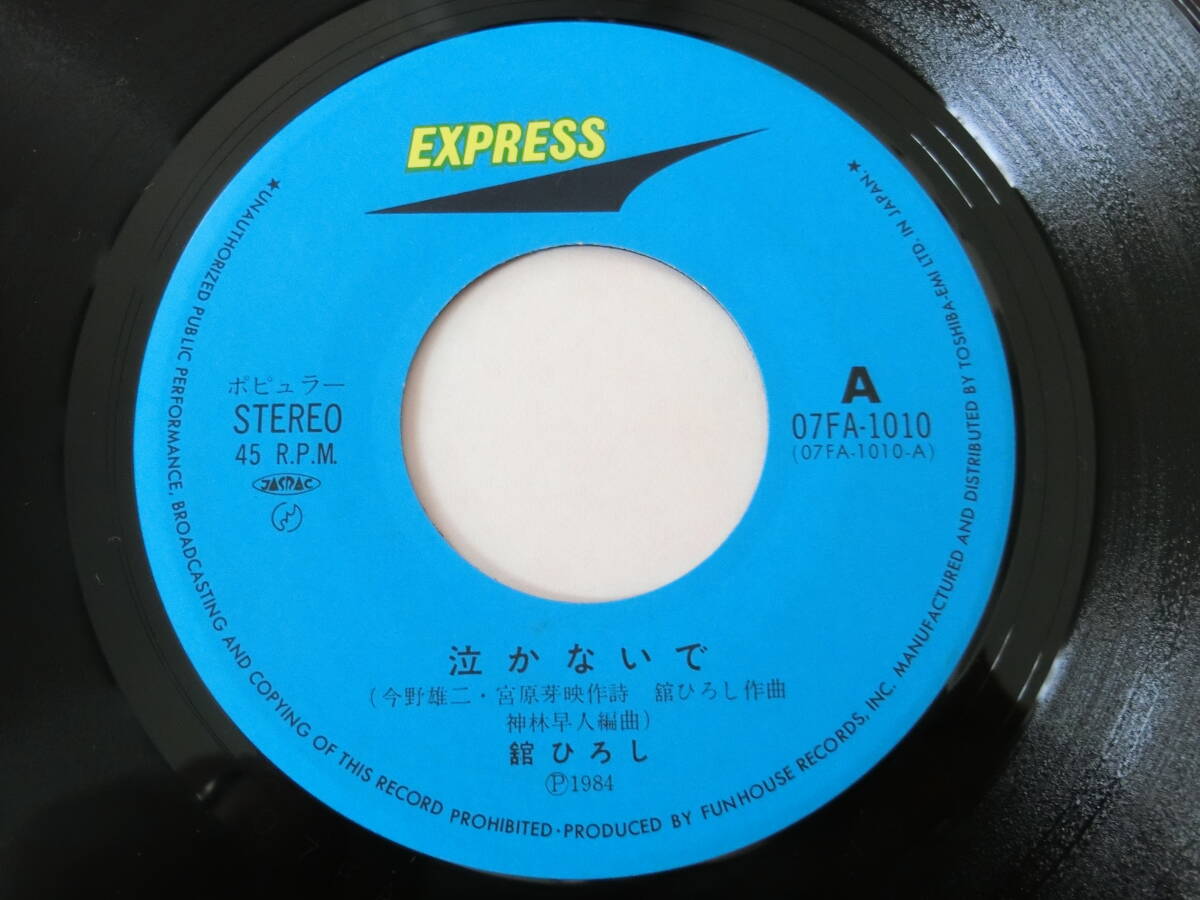 EXPRESS
ポピュラー
STEREO
45 R.P.M.
JASRAC
A
07FA-1010
(07FA-1010-A)
泣かないで
(今野雄二・宮原芽映作詩 舘ひろし作曲
神林早人編曲)
舘ひろし
Ⓟ1984
★UNAUTHORIZED PUBLIC PERFORMANCE, BROADCASTING AND COPYING OF THIS RECORD PROHIBITED・PRODUCED BY FUN HOUSE RECORDS, INC. MANUFACTURED AND DISTRIBUTED BY TOSHIBA-EMI LTD. IN JAPAN.★